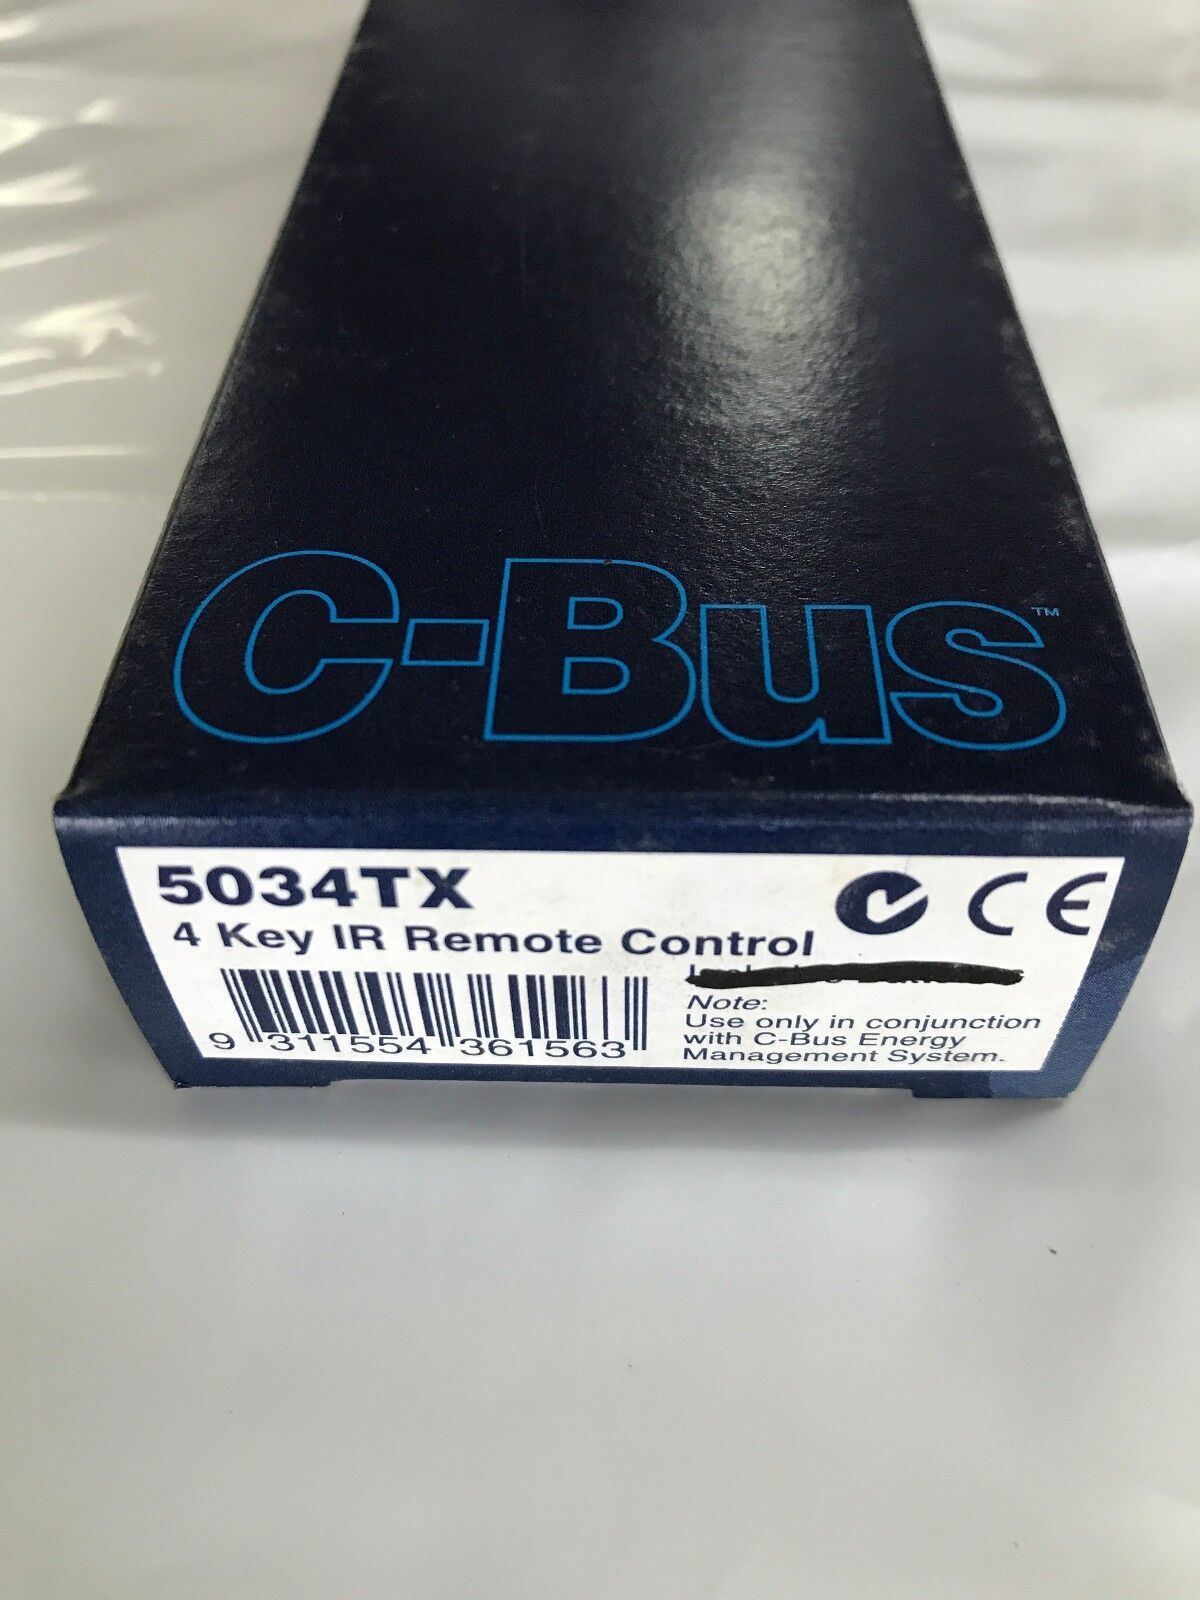 C-Bus™
5034TX
4 Key IR Remote Control
CE
Note:
Use only in conjunction
with C-Bus Energy
Management System.
9 311554 361563